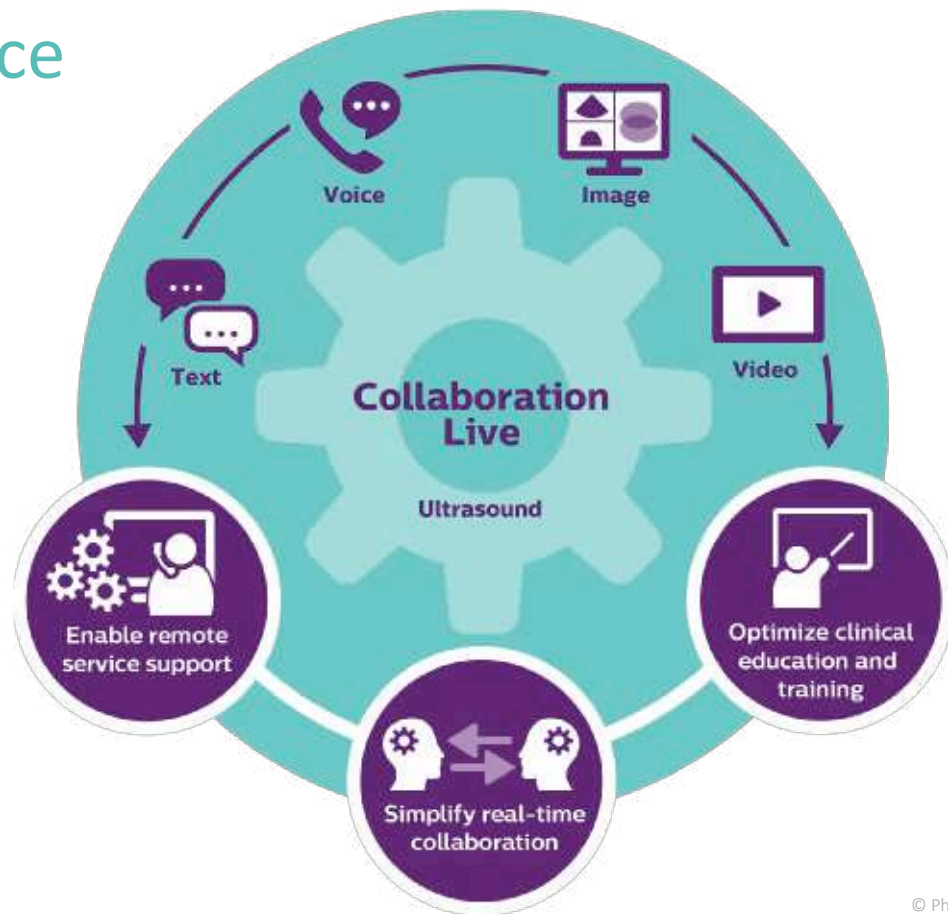 ce
Voice
Image
Text
Video
Collaboration
Live
Ultrasound
Enable remote
service support
Optimize clinical
education and
training
Simplify real-time
collaboration
© Ph